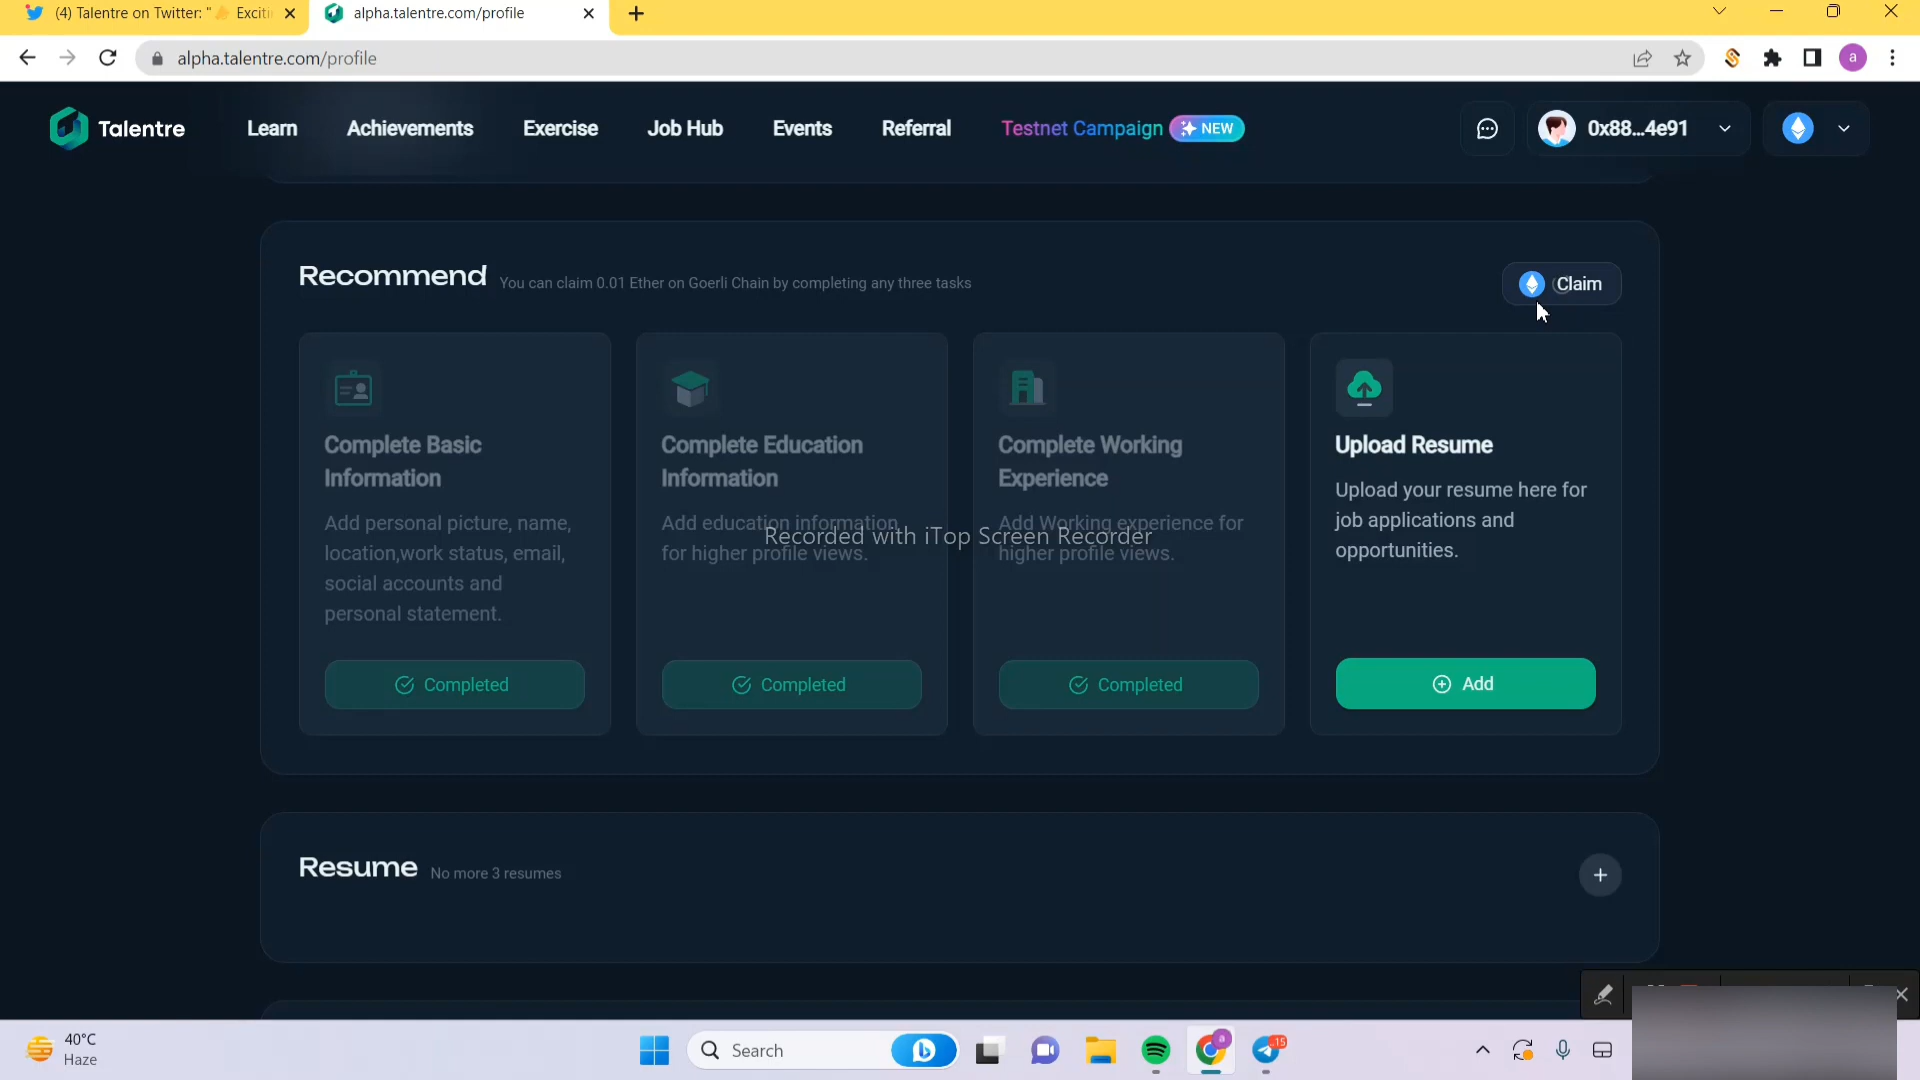 (4) Talentre on Twitter: "👉 Exciti
alpha.talentre.com/profile
alpha.talentre.com/profile
a
Talentre
Learn
Achievements
Exercise
Job Hub
Events
Referral
Testnet Campaign
NEW
0x88...4e91
Recommend
You can claim 0.01 Ether on Goerli Chain by completing any three tasks
Claim
Complete Basic
Information
Add personal picture, name,
location,work status, email,
social accounts and
personal statement.
Completed
Complete Education
Information
Add education information
for higher profile views.
Completed
Complete Working
Experience
Add Working experience for
higher profile views.
Completed
Upload Resume
Upload your resume here for
job applications and
opportunities.
Add
Recorded with iTop Screen Recorder
Resume
No more 3 resumes
40°C
Haze
Search
a
15